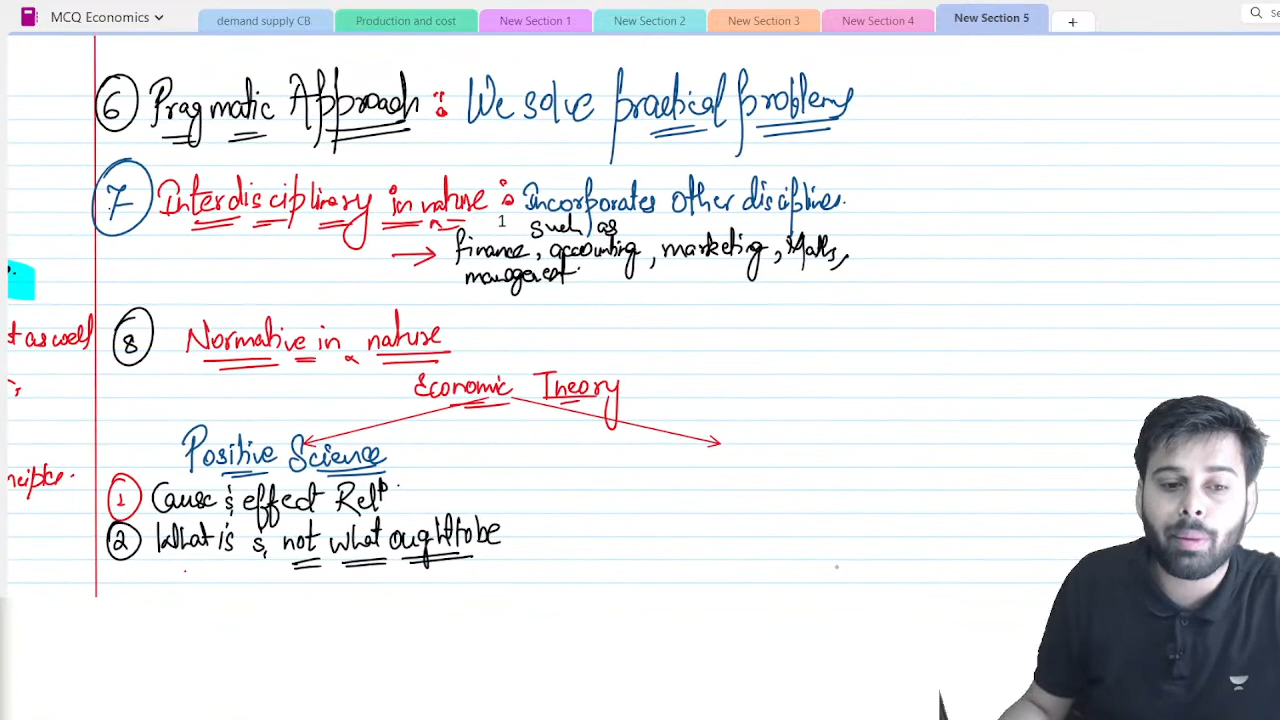 MCQ Economics
demand supply CB
Production and cost
New Section 1
New Section 2
New Section 3
New Section 4
New Section 5
+
6 Pragmatic Approach : We solve practical problems
7 Interdisciplinary in nature : Incorporates other disciplines.
1 such as
→ finance, accounting, marketing, Maths,
management.
t as well
8 Normative in nature
Economic Theory
Positive Science
nciples.
1 Cause & effect Relp.
2 What is & not what ought to be